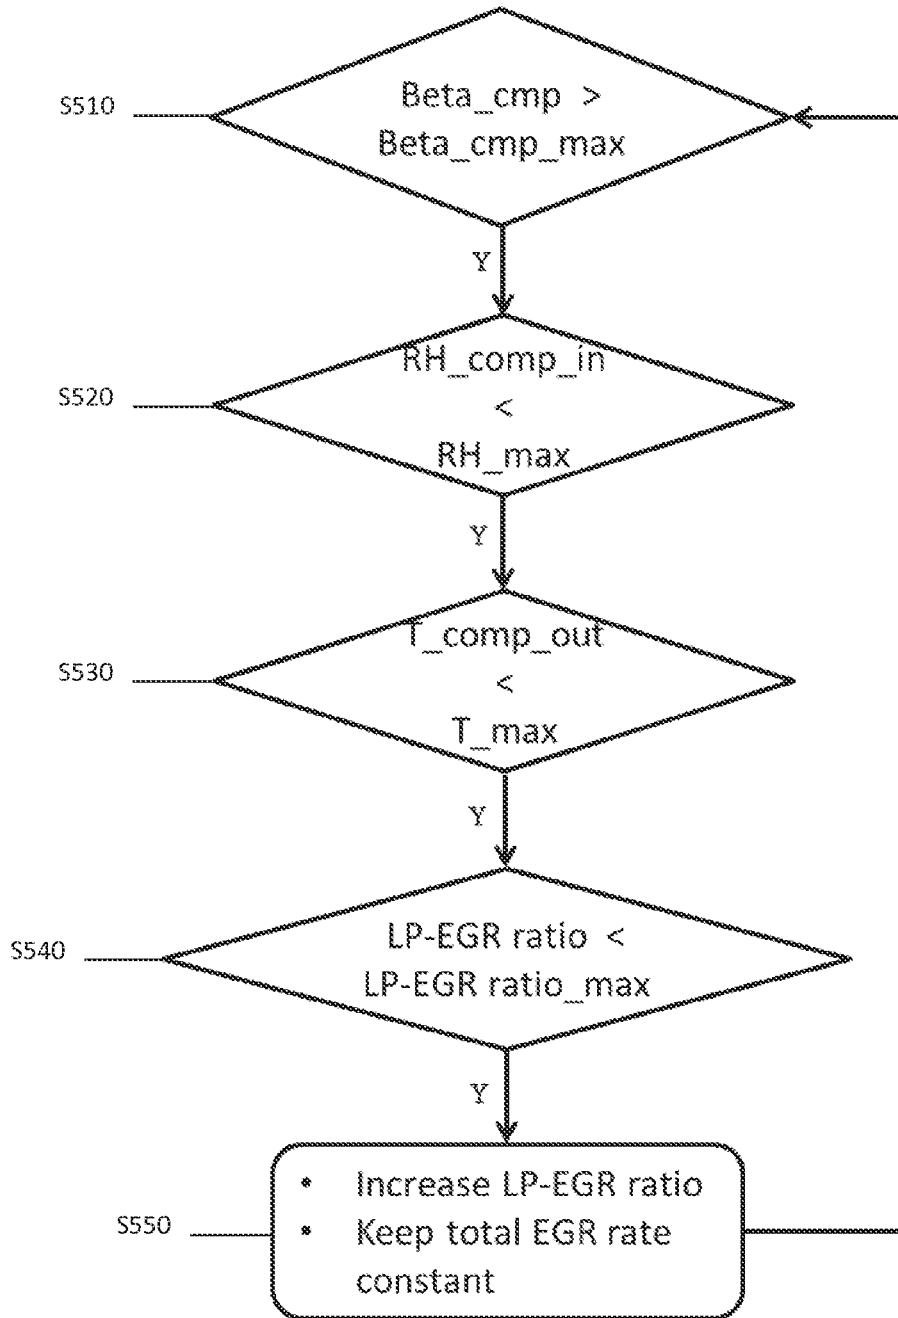 S510
Beta_cmp >
Beta_cmp_max
Y
S520
RH_comp_in
<
RH_max
Y
S530
T_comp_out
<
T_max
Y
S540
LP-EGR ratio <
LP-EGR ratio_max
Y
S550
• Increase LP-EGR ratio
• Keep total EGR rate
constant